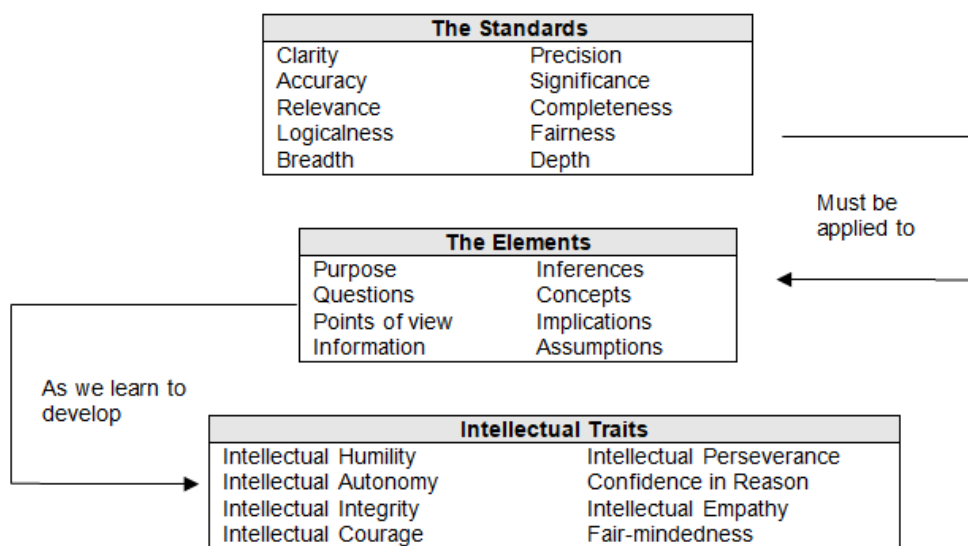 The Standards
Clarity Precision
Accuracy Significance
Relevance Completeness
Logicalness Fairness
Breadth Depth
Must be
applied to
The Elements
Purpose Inferences
Questions Concepts
Points of view Implications
Information Assumptions
As we learn to
develop
Intellectual Traits
Intellectual Humility Intellectual Perseverance
Intellectual Autonomy Confidence in Reason
Intellectual Integrity Intellectual Empathy
Intellectual Courage Fair-mindedness